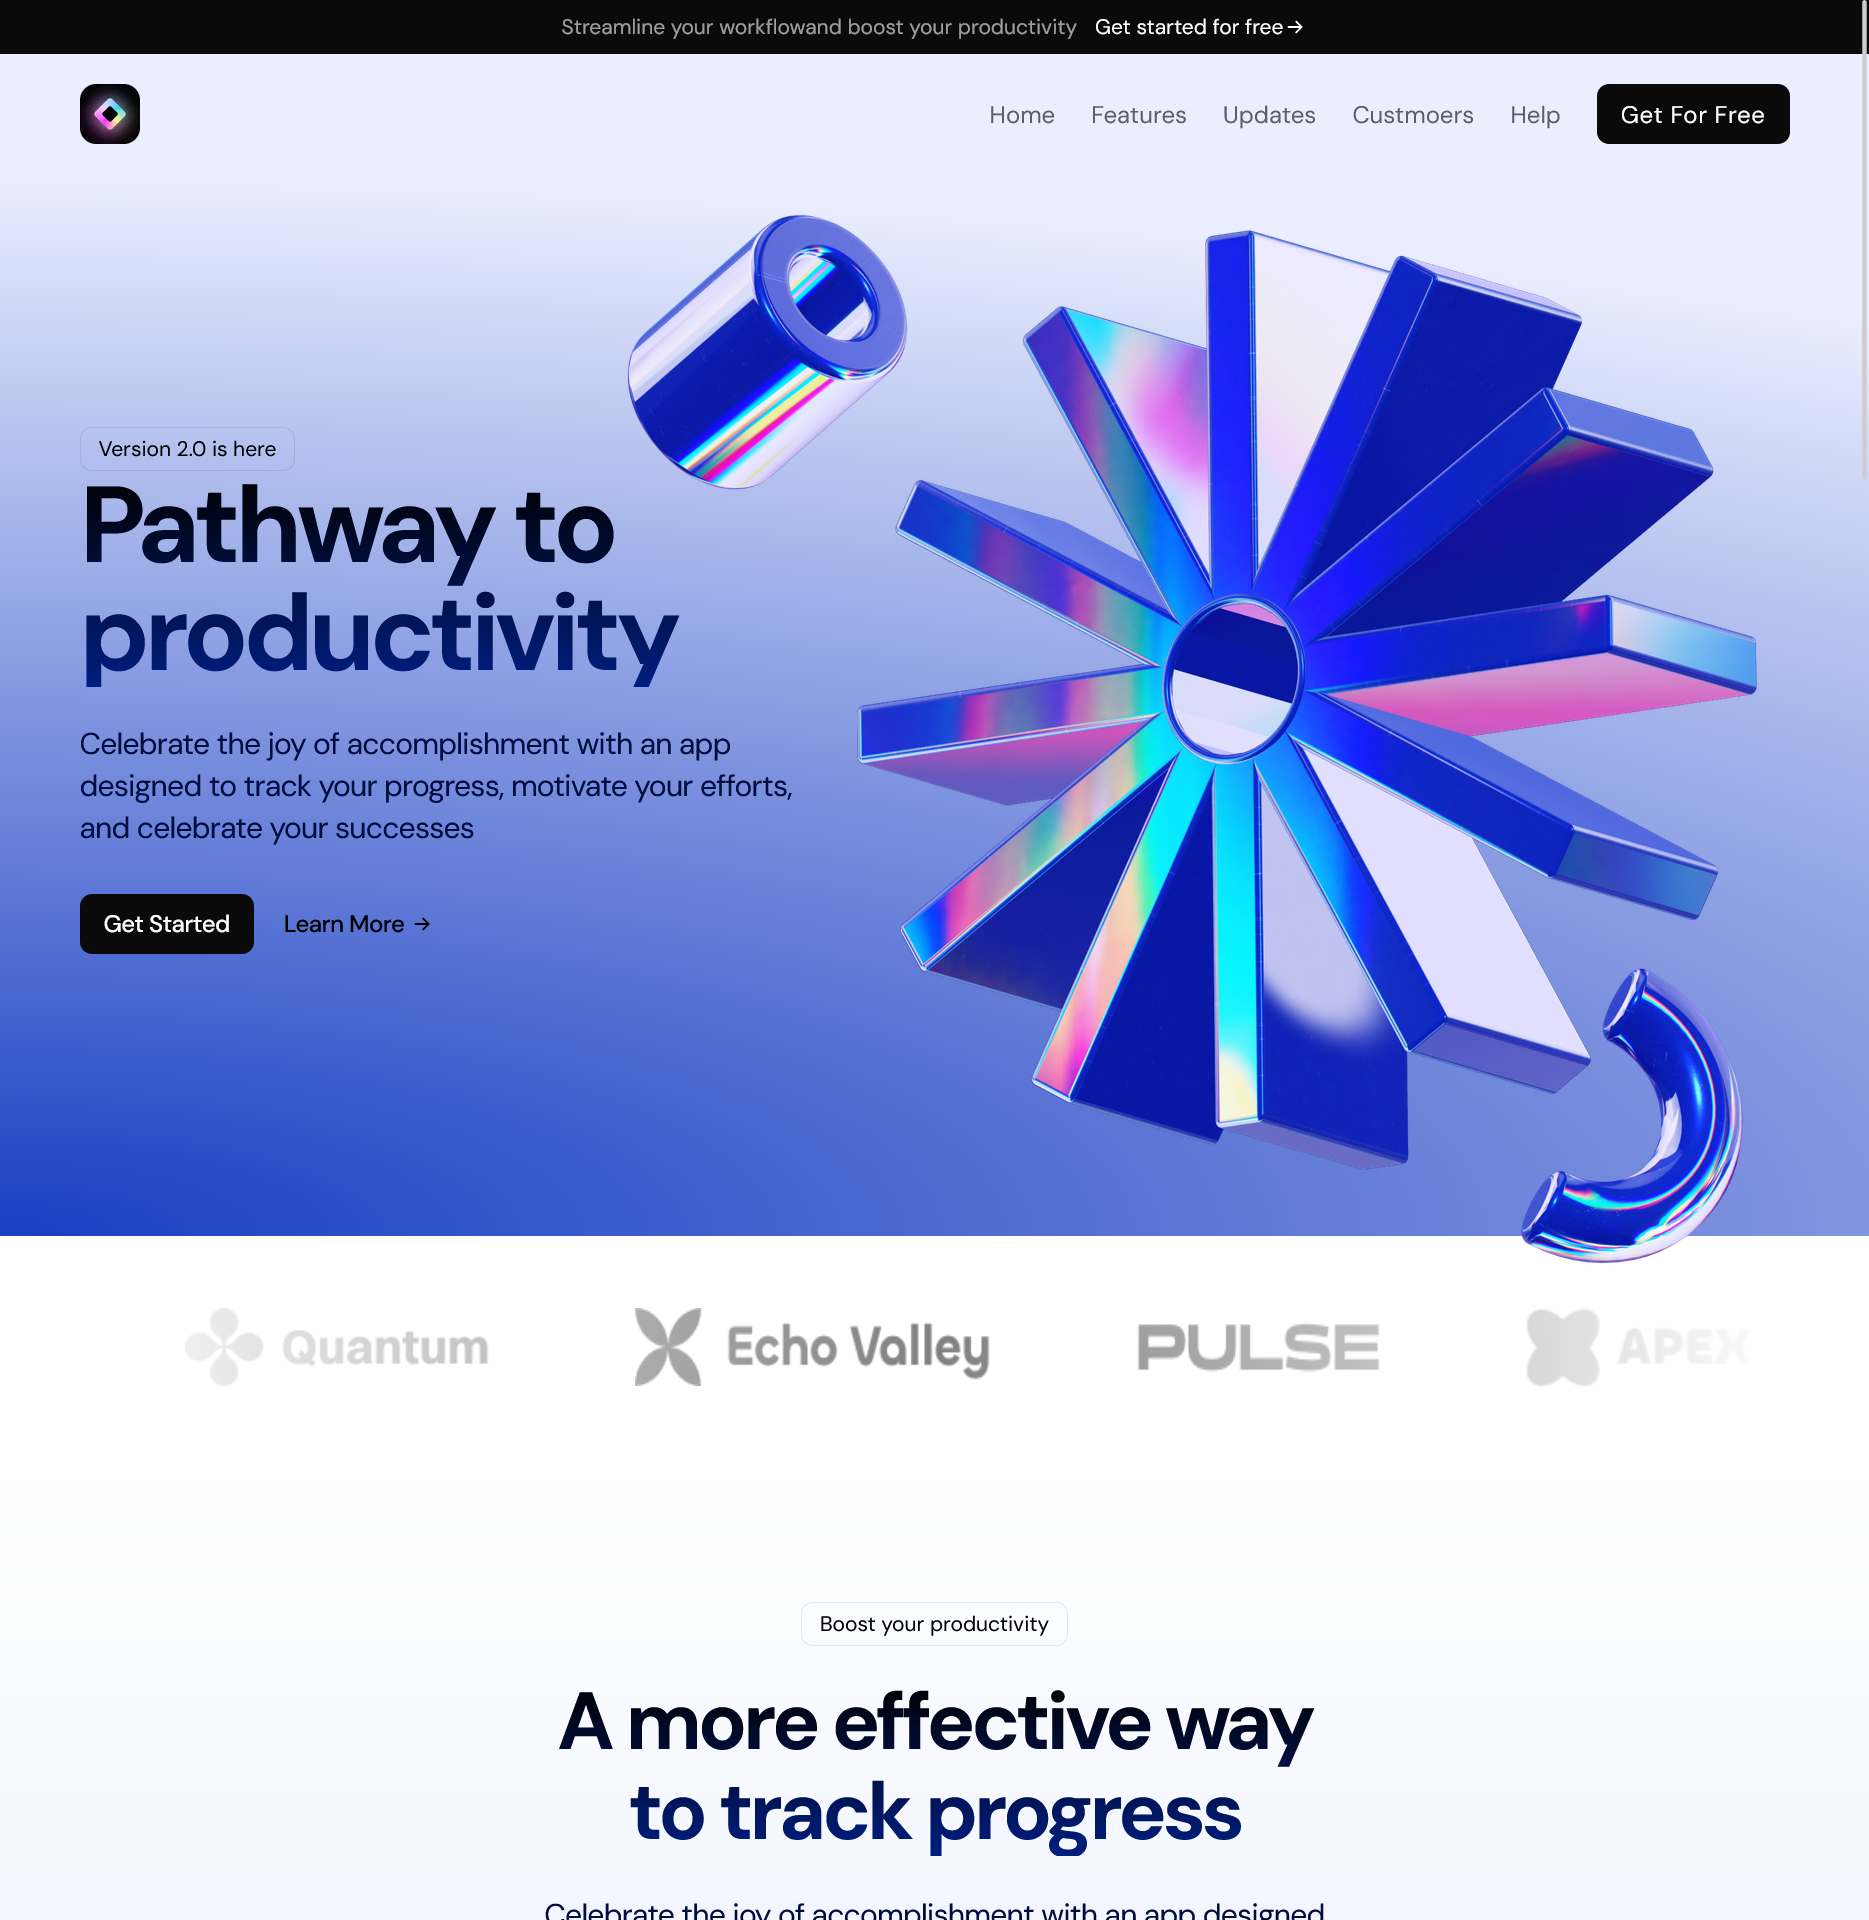 Streamline your workflowand boost your productivity Get started for free →
Home Features Updates Custmoers Help Get For Free
Version 2.0 is here
Pathway to
productivity
Celebrate the joy of accomplishment with an app
designed to track your progress, motivate your efforts,
and celebrate your successes
Get Started Learn More →
Quantum Echo Valley PULSE APEX
Boost your productivity
A more effective way
to track progress
Celebrate the joy of accomplishment with an app designed